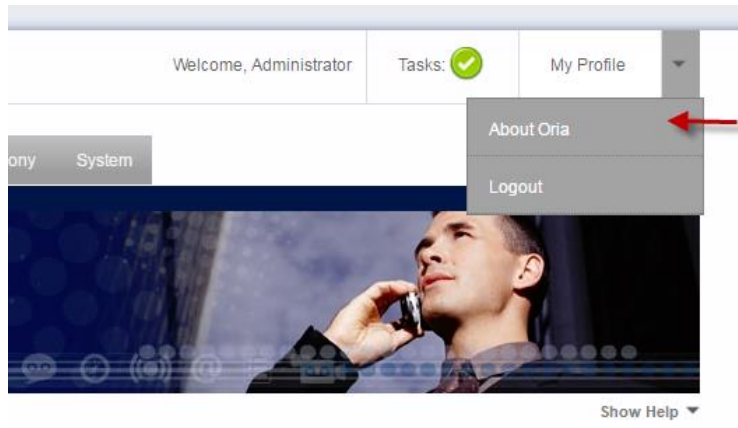 Welcome, Administrator
Tasks:
My Profile
About Oria
Logout
ony
System
Show Help